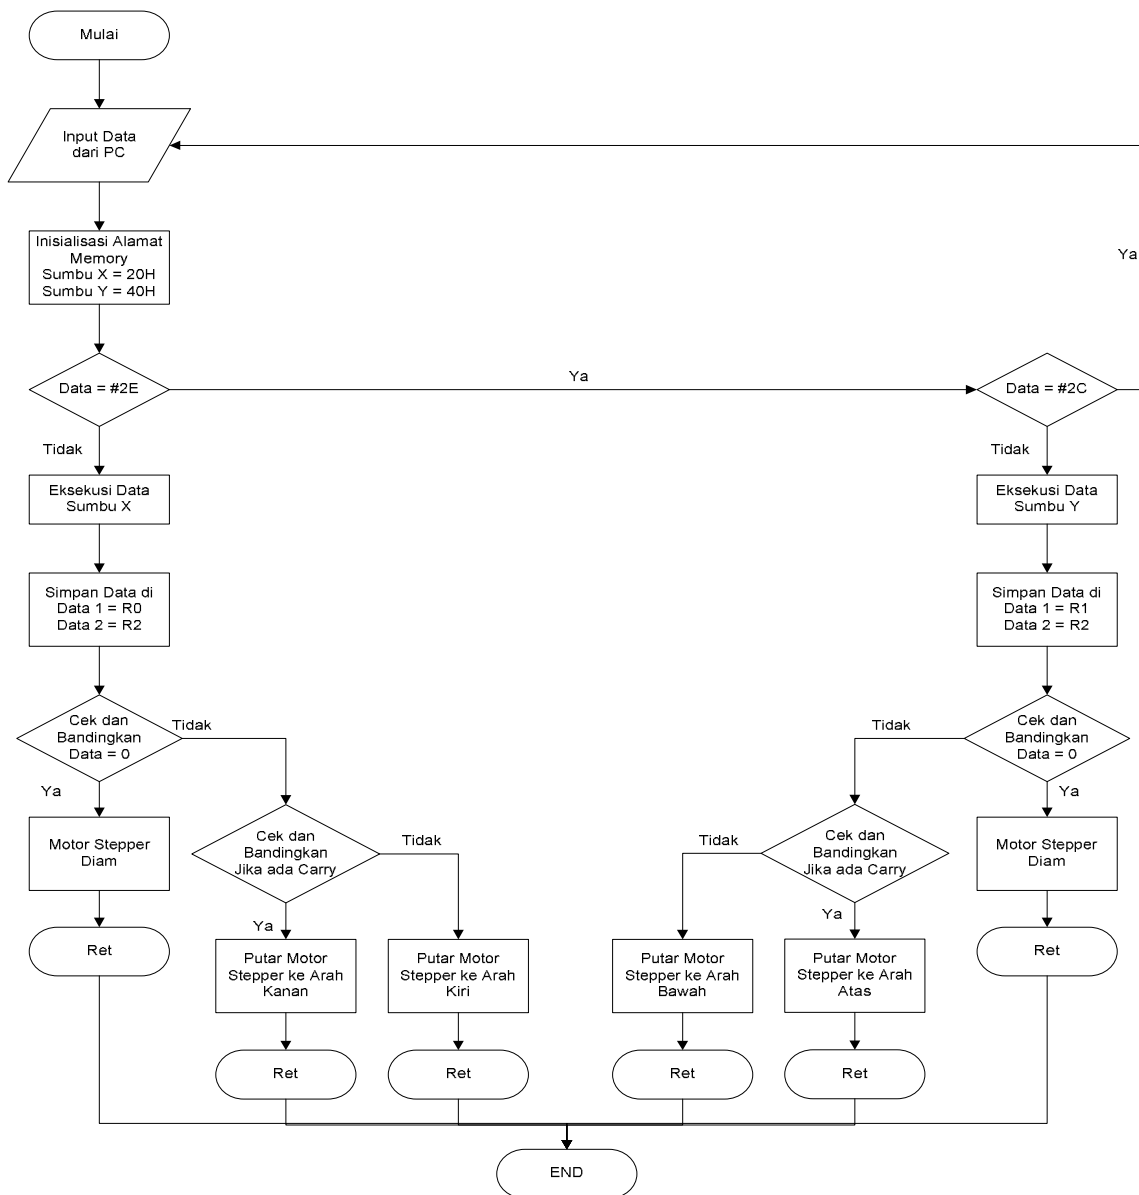 Mulai
Input Data
dari PC
Inisialisasi Alamat
Memory
Sumbu X = 20H
Sumbu Y = 40H
Ya
Data = #2E
Ya
Data = #2C
Tidak
Tidak
Eksekusi Data
Sumbu X
Eksekusi Data
Sumbu Y
Simpan Data di
Data 1 = R0
Data 2 = R2
Simpan Data di
Data 1 = R1
Data 2 = R2
Cek dan
Bandingkan
Data = 0
Tidak
Tidak
Cek dan
Bandingkan
Data = 0
Ya
Ya
Motor Stepper
Diam
Cek dan
Bandingkan
Jika ada Carry
Tidak
Tidak
Cek dan
Bandingkan
Jika ada Carry
Motor Stepper
Diam
Ya
Ya
Ret
Putar Motor
Stepper ke Arah
Kanan
Putar Motor
Stepper ke Arah
Kiri
Putar Motor
Stepper ke Arah
Bawah
Putar Motor
Stepper ke Arah
Atas
Ret
Ret
Ret
Ret
Ret
END